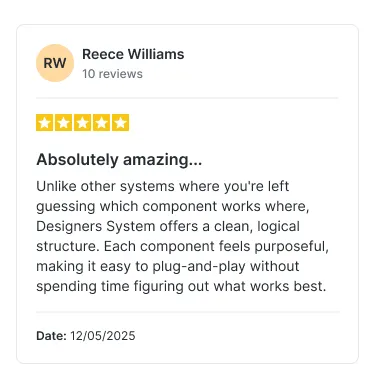 RW
Reece Williams
10 reviews
Absolutely amazing...
Unlike other systems where you're left
guessing which component works where,
Designers System offers a clean, logical
structure. Each component feels purposeful,
making it easy to plug-and-play without
spending time figuring out what works best.
Date: 12/05/2025